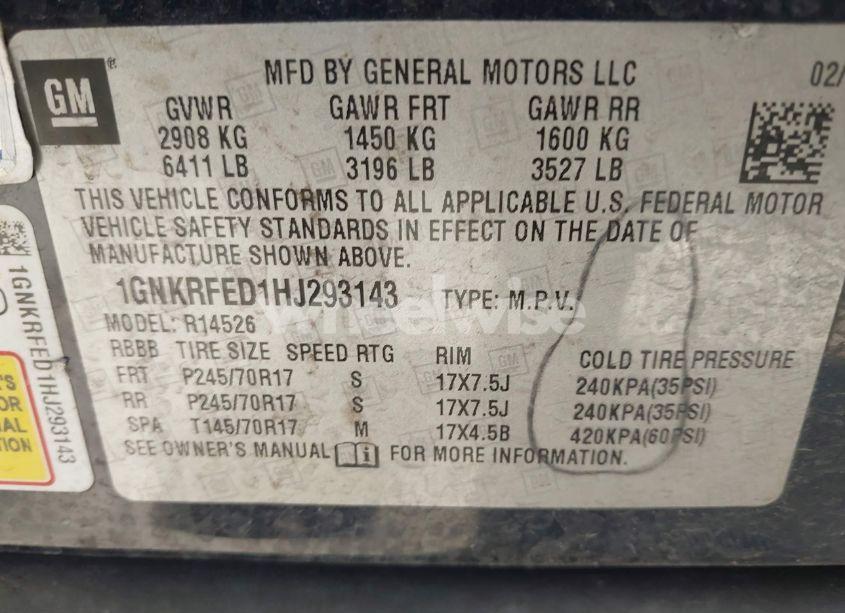 GM
MFD BY GENERAL MOTORS LLC
02/
GVWR GAWR FRT GAWR RR
2908 KG 1450 KG 1600 KG
6411 LB 3196 LB 3527 LB
THIS VEHICLE CONFORMS TO ALL APPLICABLE U.S. FEDERAL MOTOR
VEHICLE SAFETY STANDARDS IN EFFECT ON THE DATE OF
MANUFACTURE SHOWN ABOVE.
1GNKRFED1HJ293143 TYPE: M.P.V.
MODEL: R14526
RBBB TIRE SIZE SPEED RTG RIM COLD TIRE PRESSURE
FRT P245/70R17 S 17X7.5J 240KPA(35PSI)
RR P245/70R17 S 17X7.5J 240KPA(35PSI)
SPA T145/70R17 M 17X4.5B 420KPA(60PSI)
SEE OWNER'S MANUAL i FOR MORE INFORMATION.
1GNKRFED1HJ293143
'S
OR
IAL
TION
wheelwise